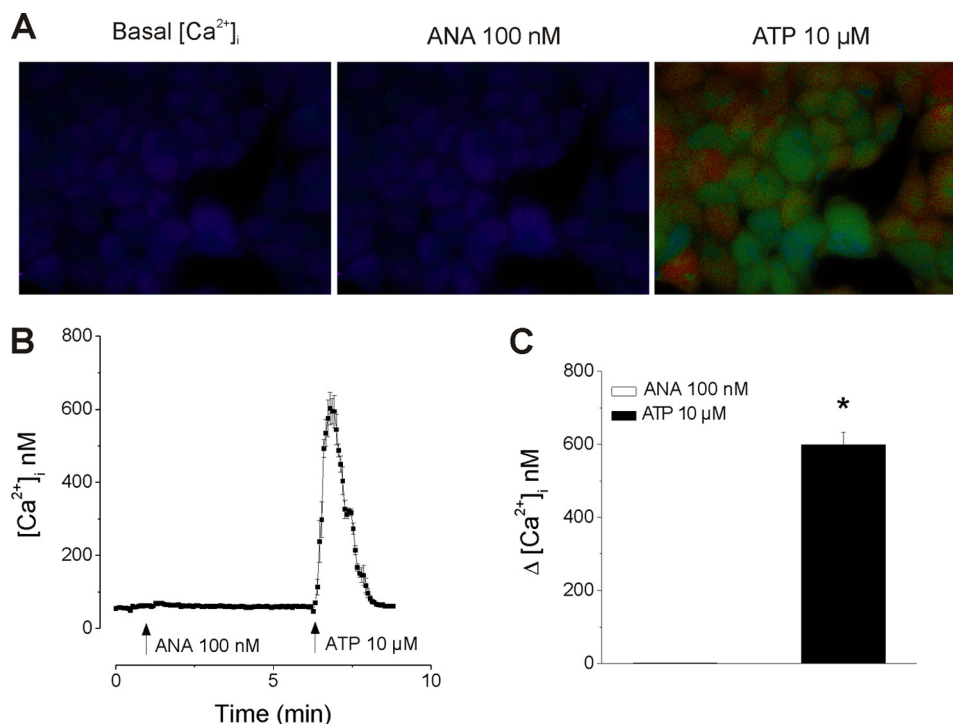 A
Basal [Ca²⁺]ᵢ
ANA 100 nM
ATP 10 µM
B
[Ca²⁺]ᵢ nM
800
600
400
200
0
ANA 100 nM
ATP 10 µM
0
5
10
Time (min)
C
Δ [Ca²⁺]ᵢ nM
800
600
400
200
0
ANA 100 nM
ATP 10 µM
*